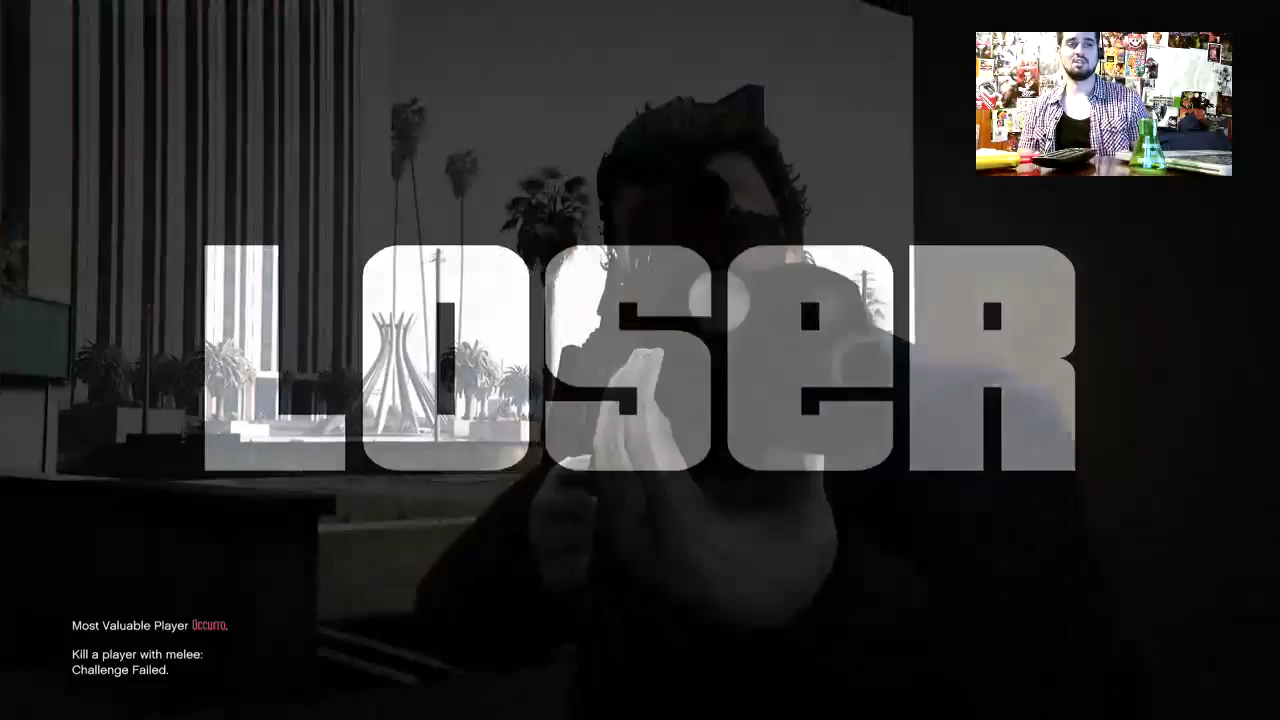 LOSER
Most Valuable Player Occurro.
Kill a player with melee:
Challenge Failed.